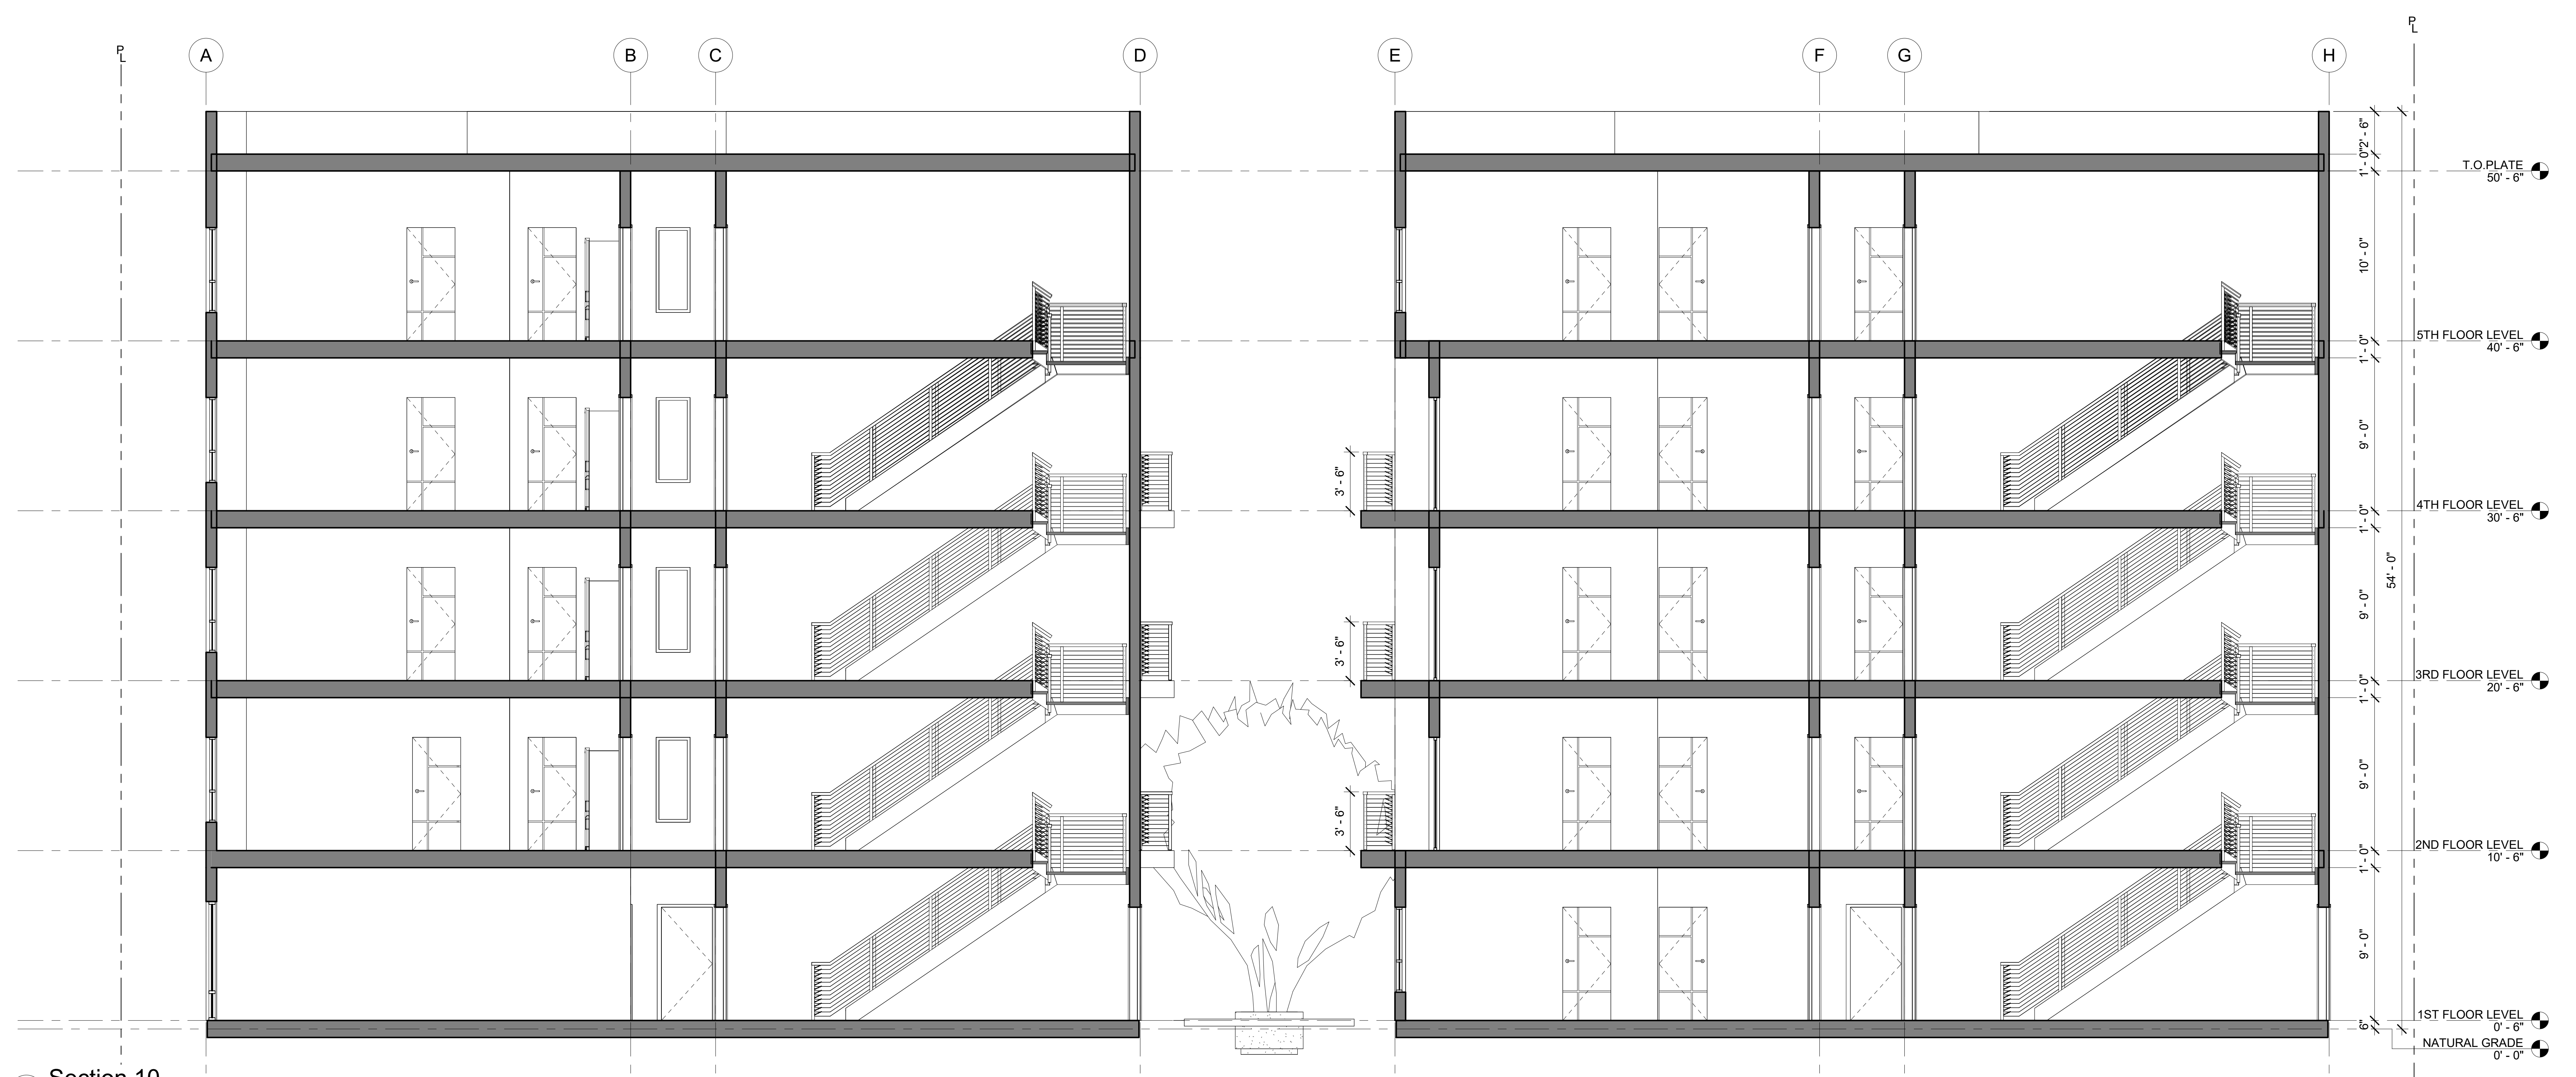 P
L
P
L
A
B
C
D
E
F
G
H
2' - 6"
1' - 0"
T.O.PLATE
50' - 6"
10' - 0"
5TH FLOOR LEVEL
40' - 6"
1' - 0"
9' - 0"
3' - 6"
4TH FLOOR LEVEL
30' - 6"
1' - 0"
54' - 0"
9' - 0"
3' - 6"
3RD FLOOR LEVEL
20' - 6"
1' - 0"
9' - 0"
3' - 6"
2ND FLOOR LEVEL
10' - 6"
1' - 0"
9' - 0"
1ST FLOOR LEVEL
0' - 6"
6"
NATURAL GRADE
0' - 0"
Section 10